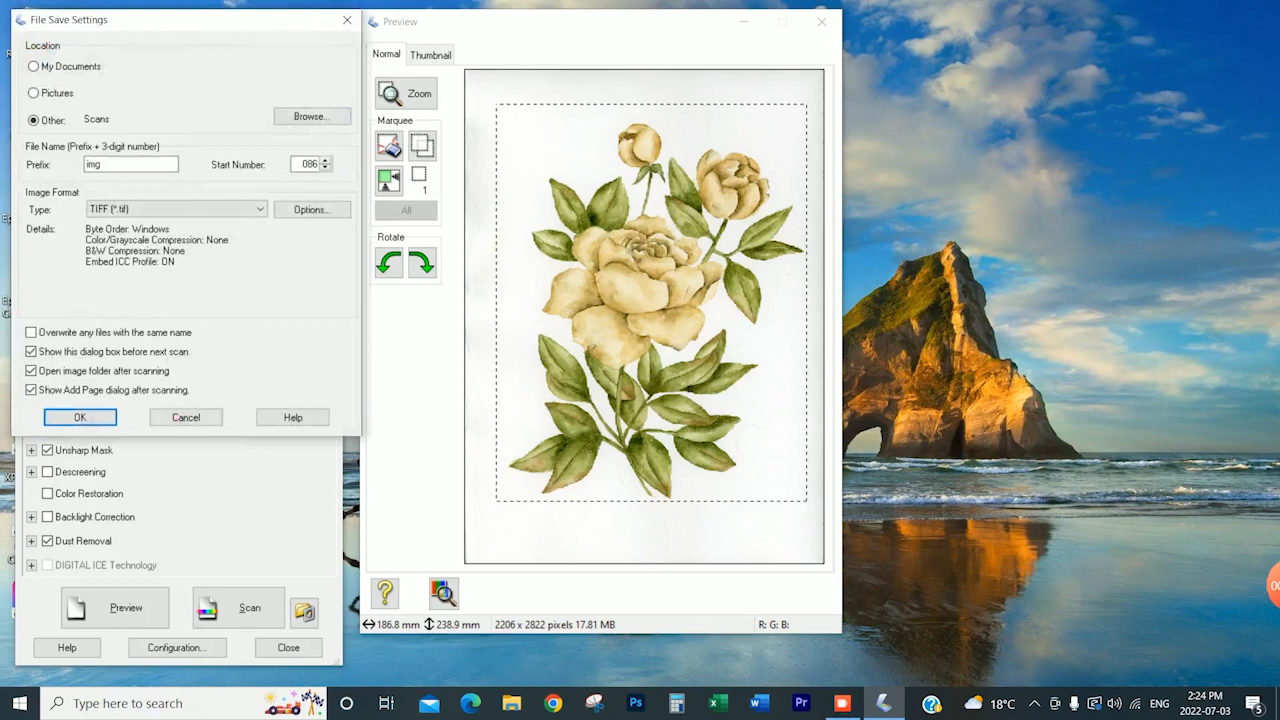 File Save Settings
Location
My Documents
Pictures
Other:
Scans
Browse...
File Name (Prefix + 3-digit number)
Prefix:
img
Start Number:
086
Image Format
Type:
TIFF (*.tif)
Options...
Details:
Byte Order: Windows
Color/Grayscale Compression: None
B&W Compression: None
Embed ICC Profile: ON
Overwrite any files with the same name
Show this dialog box before next scan
Open image folder after scanning
Show Add Page dialog after scanning.
OK
Cancel
Help
Unsharp Mask
Descreening
Color Restoration
Backlight Correction
Dust Removal
DIGITAL ICE Technology
Preview
Scan
Help
Configuration...
Close
Preview
Normal
Thumbnail
Zoom
Marquee
1
All
Rotate
186.8 mm
238.9 mm
2206 x 2822 pixels 17.81 MB
R: G: B:
Type here to search
18°C
ENG
2:24 PM
2022-07-03
5